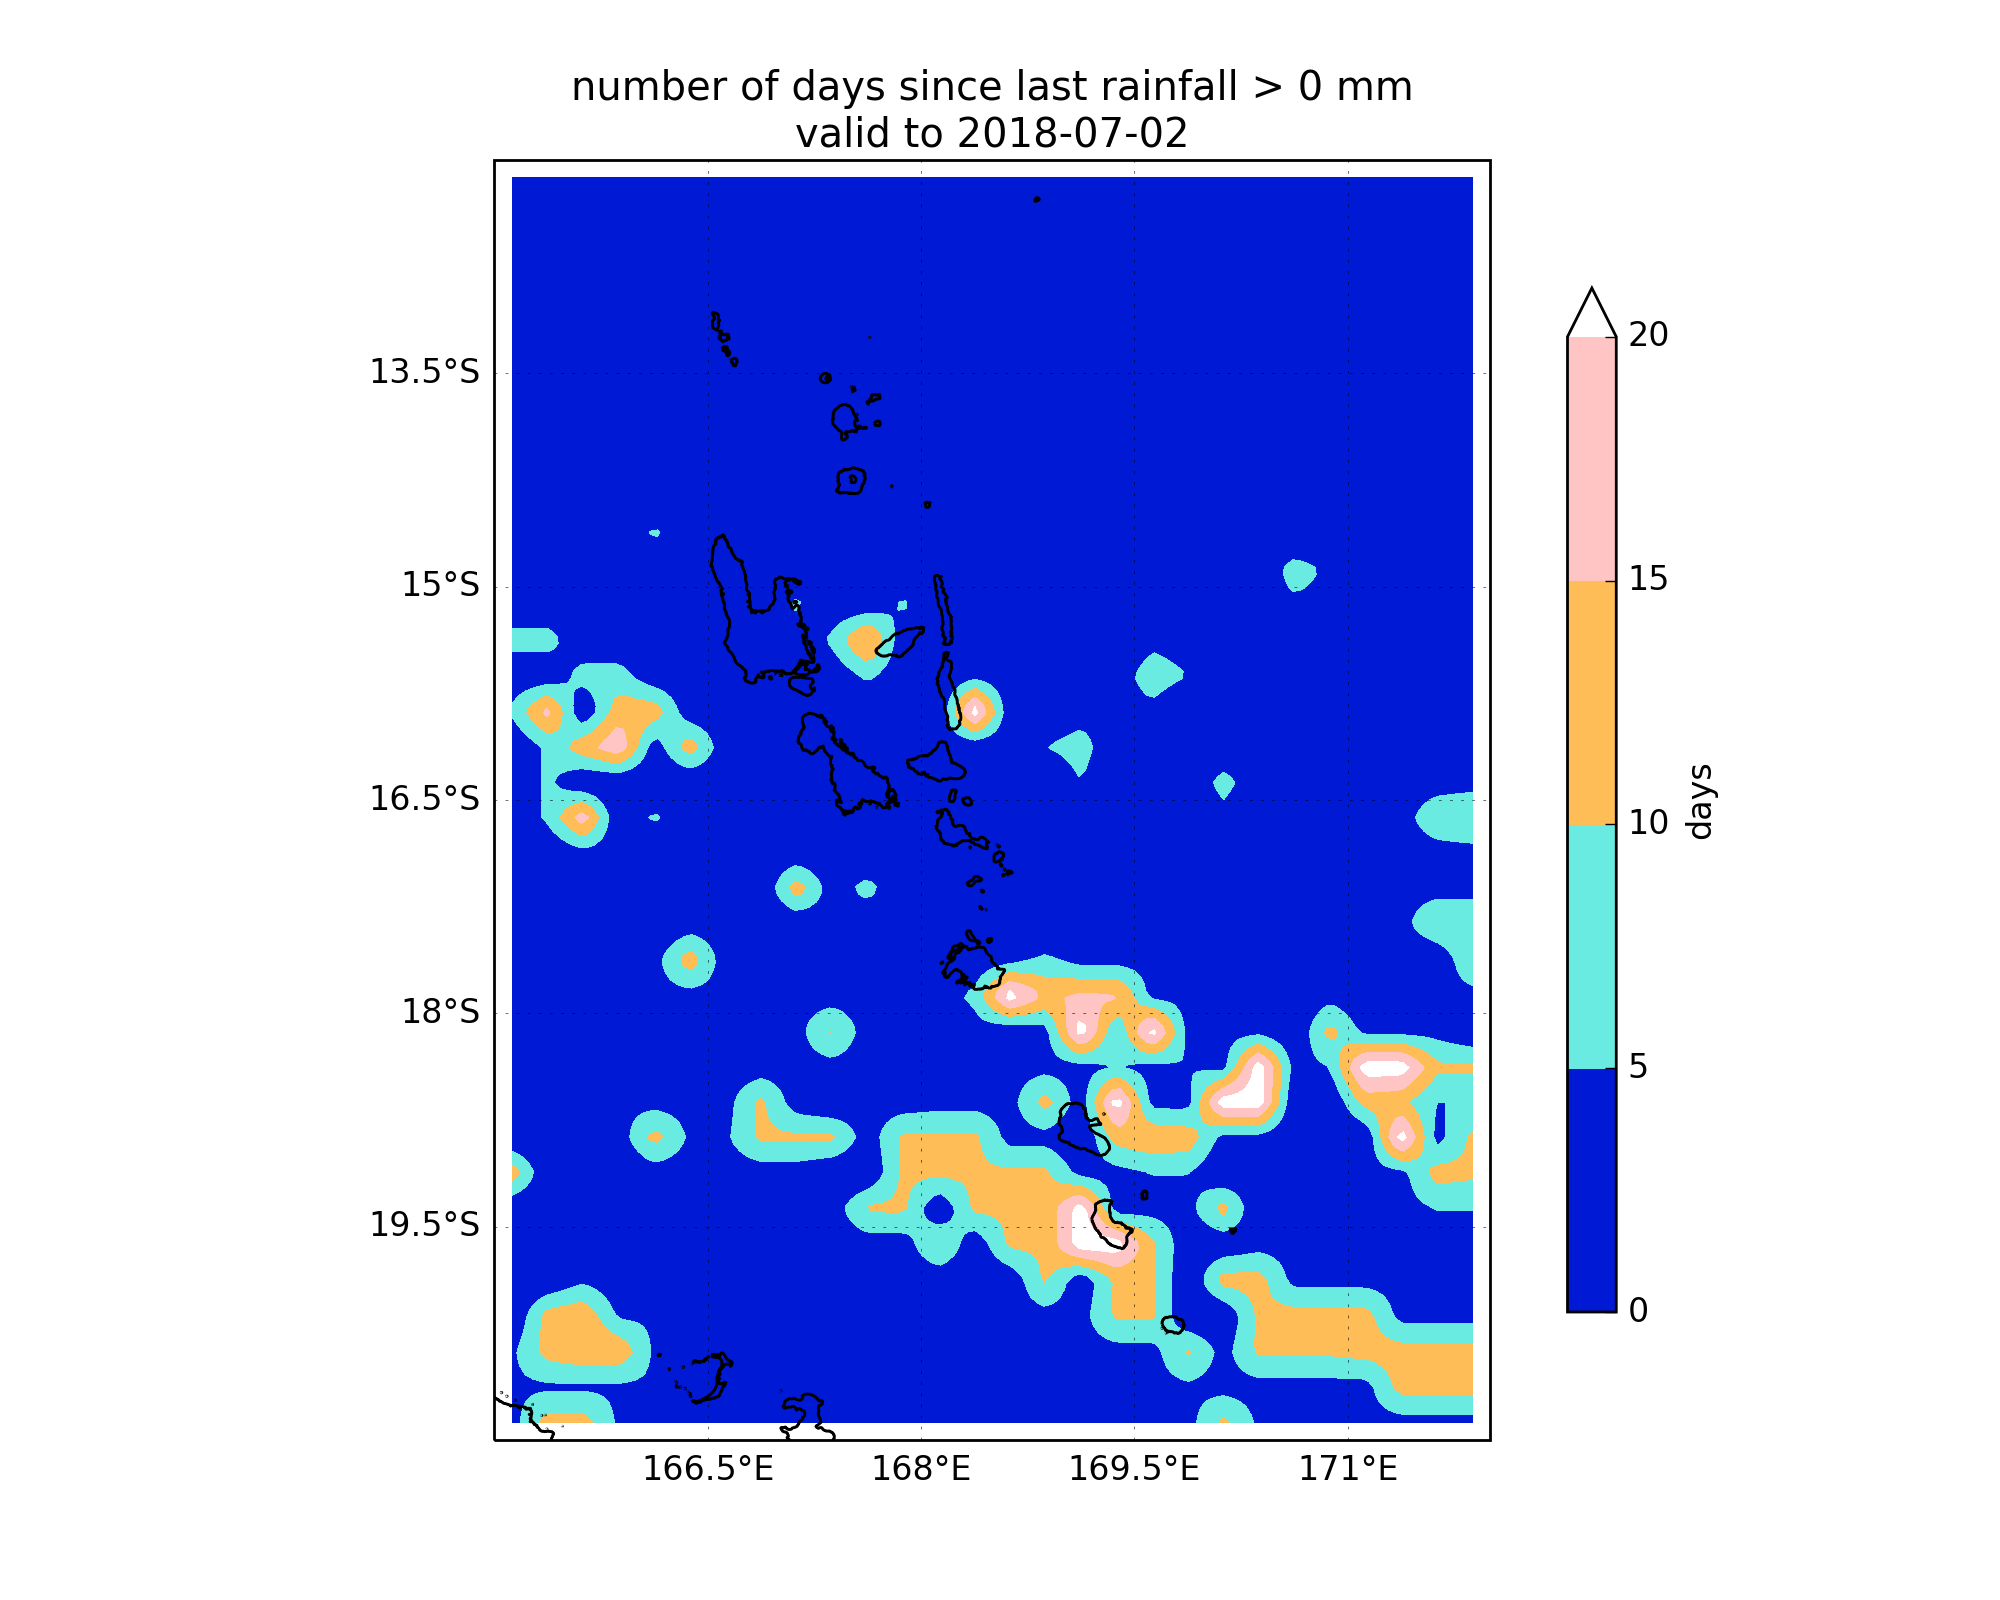 number of days since last rainfall > 0 mm
valid to 2018-07-02
13.5°S
15°S
16.5°S
18°S
19.5°S
166.5°E
168°E
169.5°E
171°E
20
15
10
5
0
days